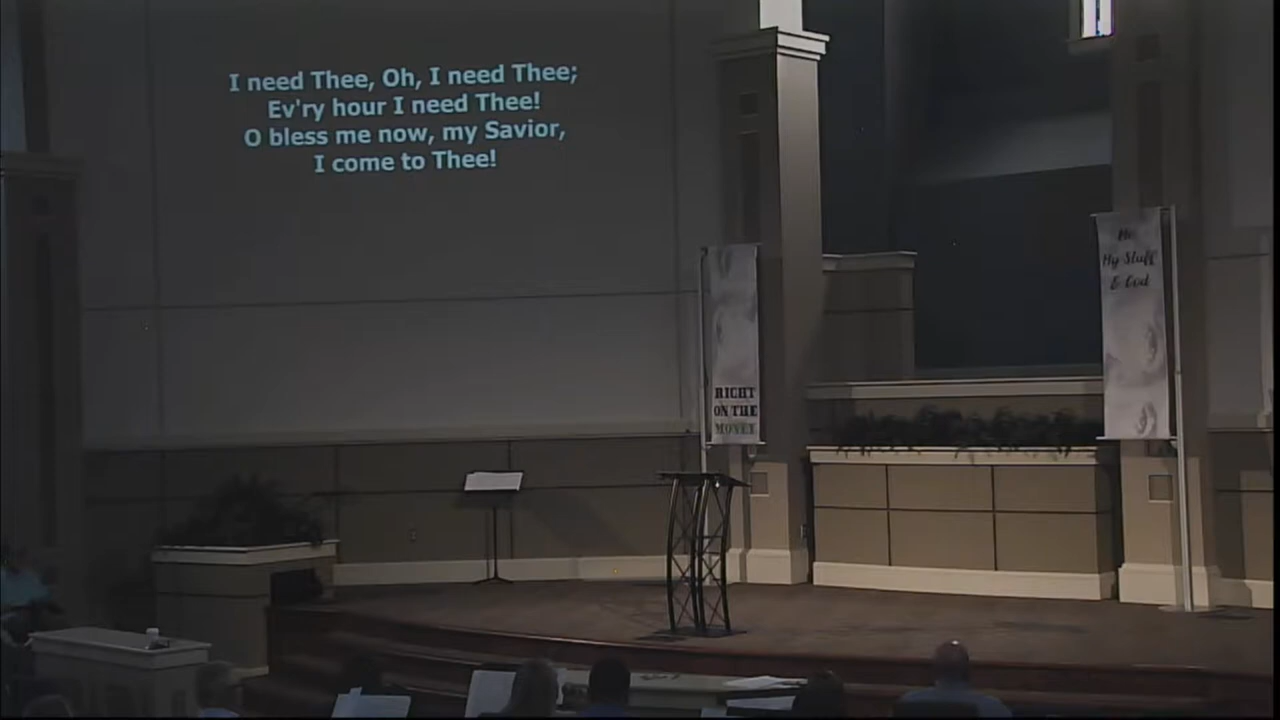 I need Thee, Oh, I need Thee;
Ev'ry hour I need Thee!
O bless me now, my Savior,
I come to Thee!
RIGHT
ON THE
MONEY
Me,
My Stuff
& God